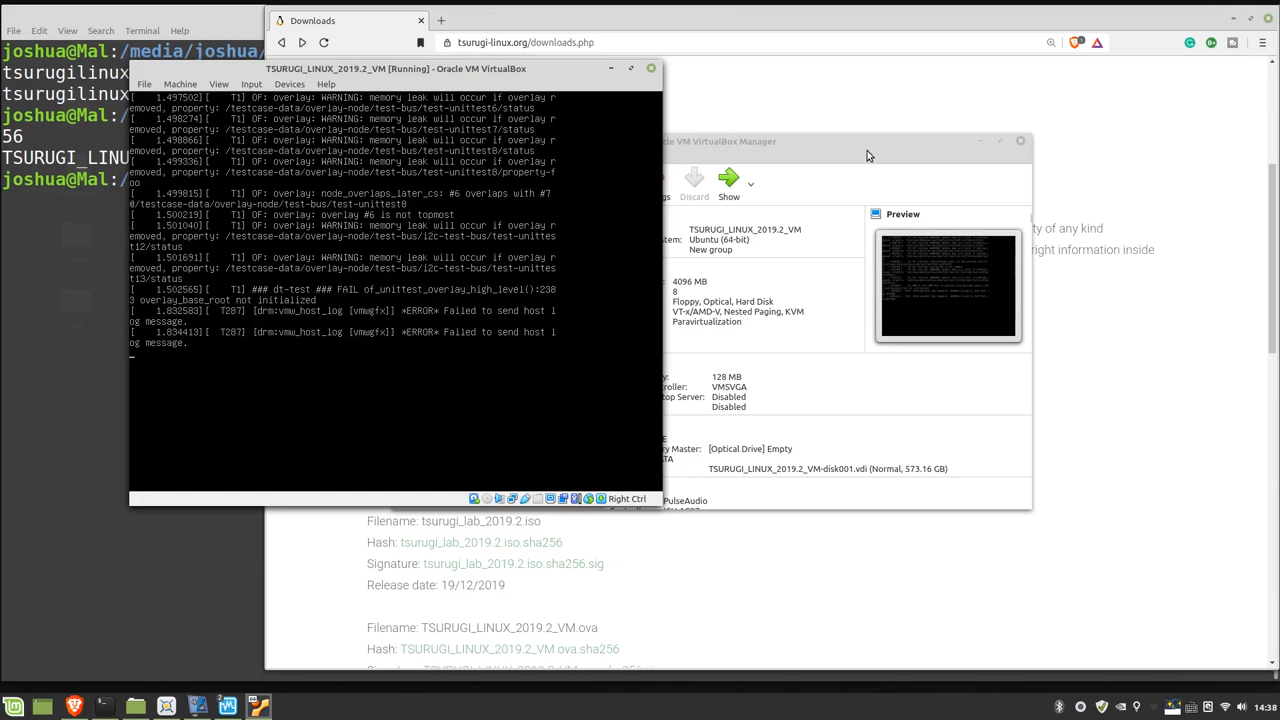 Downloads
File Edit View Search Terminal Help
tsurugi-linux.org/downloads.php
joshua@Mal:/media/joshua/
tsurugilinux
tsurugilinux
joshua@Mal:/
56
TSURUGI_LINU
joshua@Mal:/
TSURUGI_LINUX_2019.2_VM [Running] - Oracle VM VirtualBox
File Machine View Input Devices Help
[ 1.497502][ T1] OF: overlay: WARNING: memory leak will occur if overlay r
emoved, property: /testcase-data/overlay-node/test-bus/test-unittest6/status
[ 1.498274][ T1] OF: overlay: WARNING: memory leak will occur if overlay r
emoved, property: /testcase-data/overlay-node/test-bus/test-unittest7/status
[ 1.498866][ T1] OF: overlay: WARNING: memory leak will occur if overlay r
emoved, property: /testcase-data/overlay-node/test-bus/test-unittest8/status
[ 1.499336][ T1] OF: overlay: WARNING: memory leak will occur if overlay r
emoved, property: /testcase-data/overlay-node/test-bus/test-unittest8/property-f
oo
[ 1.499815][ T1] OF: overlay: node_overlaps_later_cs: #6 overlaps with #7
@/testcase-data/overlay-node/test-bus/test-unittest8
[ 1.500219][ T1] OF: overlay: overlay #6 is not topmost
[ 1.501040][ T1] OF: overlay: WARNING: memory leak will occur if overlay r
emoved, property: /testcase-data/overlay-node/test-bus/i2c-test-bus/test-unittes
t12/status
[ 1.501691][ T1] OF: overlay: WARNING: memory leak will occur if overlay r
emoved, property: /testcase-data/overlay-node/test-bus/i2c-test-bus/test-unittes
t13/status
[ 1.502565][ T1] ### dt-test ### FAIL of_unittest_overlay_high_level():238
3 overlay_base_root not initialized
[ 1.832583][ T287] [drm:vmw_host_log [vmwgfx]] *ERROR* Failed to send host l
og message.
[ 1.834413][ T287] [drm:vmw_host_log [vmwgfx]] *ERROR* Failed to send host l
og message.
Right Ctrl
cle VM VirtualBox Manager
gs Discard Show
TSURUGI_LINUX_2019.2_VM
tem: Ubuntu (64-bit)
New group
4096 MB
8
Floppy, Optical, Hard Disk
VT-x/AMD-V, Nested Paging, KVM
Paravirtualization
Preview
y: 128 MB
troller: VMSVGA
top Server: Disabled
Disabled
E
ry Master: [Optical Drive] Empty
ATA
TSURUGI_LINUX_2019.2_VM-disk001.vdi (Normal, 573.16 GB)
PulseAudio
ity of any kind
right information inside
Filename: tsurugi_lab_2019.2.iso
Hash: tsurugi_lab_2019.2.iso.sha256
Signature: tsurugi_lab_2019.2.iso.sha256.sig
Release date: 19/12/2019
Filename: TSURUGI_LINUX_2019.2_VM.ova
Hash: TSURUGI_LINUX_2019.2_VM.ova.sha256
14:38